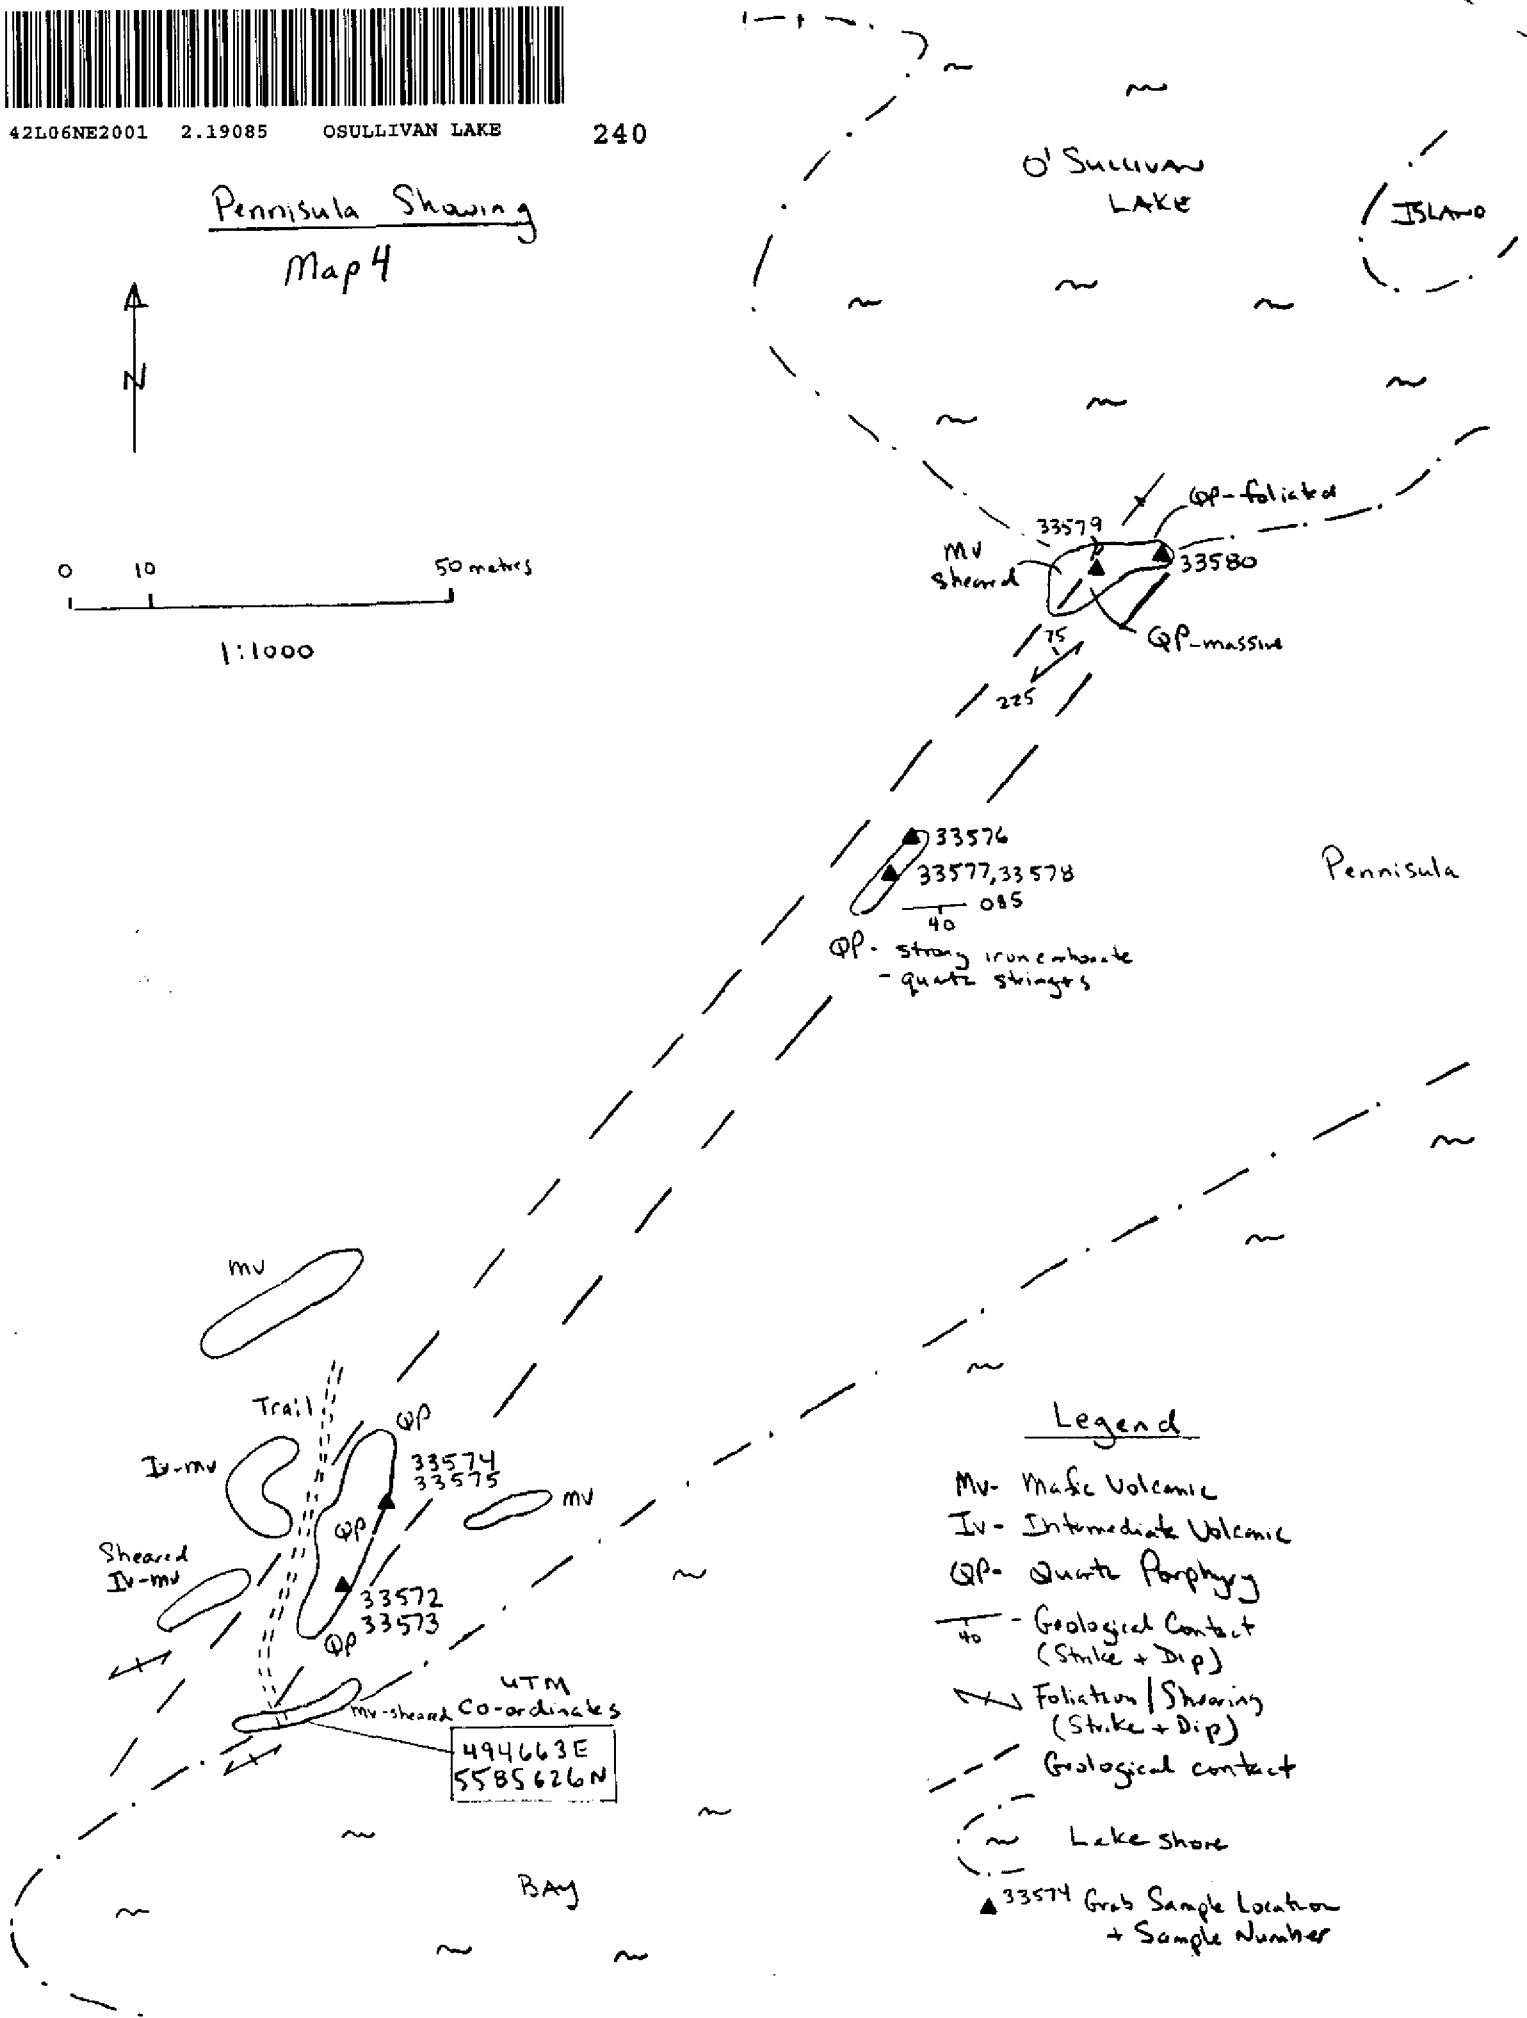 42L06NE2001 2.19085 OSULLIVAN LAKE 240
Pennisula Showing
Map 4
N
0 10 50 metres
1:1000
O'SULLIVAN
LAKE
ISLAND
QP-foliated
33579
MV
sheared
33580
QP-massive
75
225
33576
33577,33578
085
40
QP- strong iron carbonate
- quartz stringers
Pennisula
MV
Trail
QP
Iv-mv
33574
33575
MV
QP
Sheared
Iv-mv
33572
33573
QP
UTM
mv-sheared Co-ordinates
494663E
5585626N
BAY
Legend
Mv- Mafic Volcanic
Iv- Intermediate Volcanic
QP- Quartz Porphyry
40 - Geological Contact
(Strike + Dip)
Foliation/Shearing
(Strike + Dip)
Geological contact
Lake shore
33574 Grab Sample Location
+ Sample Number